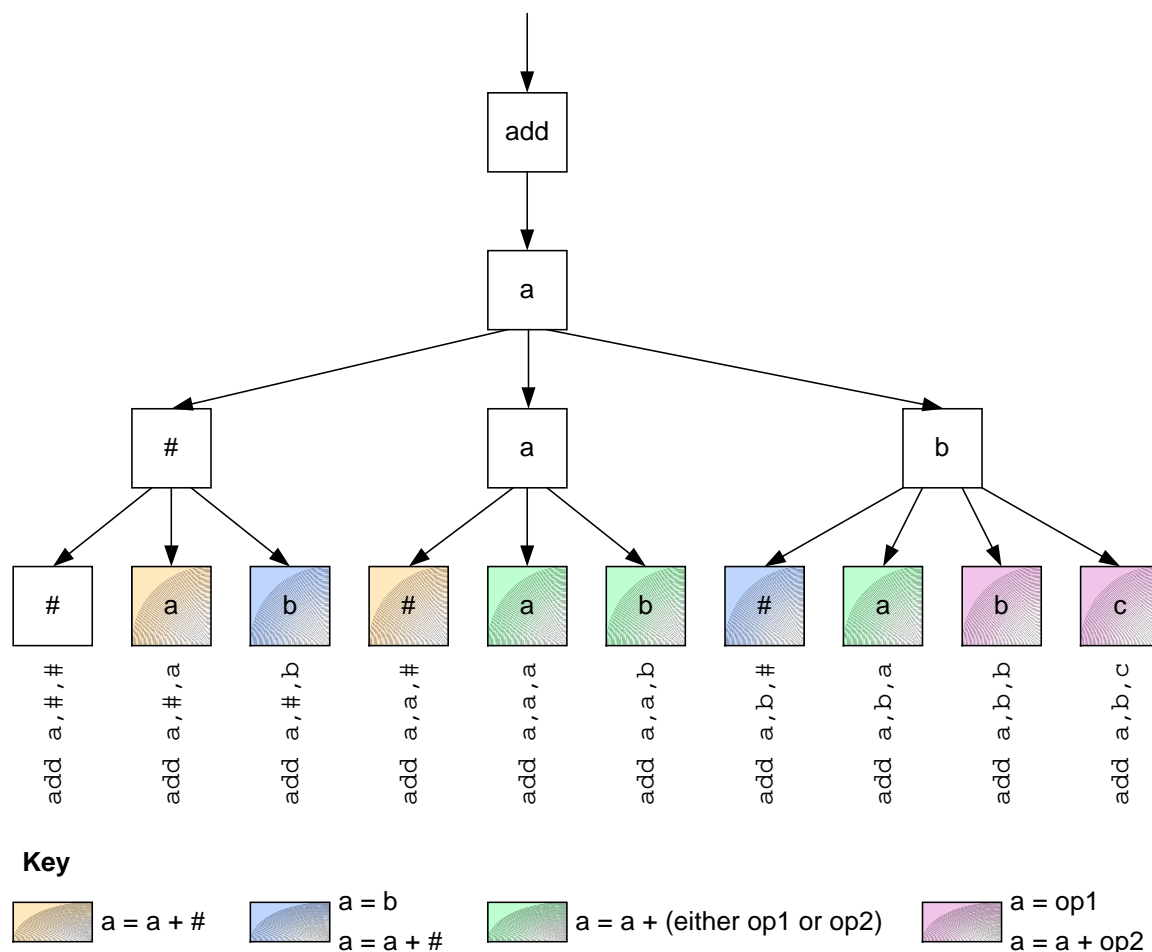 add
a
# a b
# a b # a b # a b c
add a,#,#
add a,#,a
add a,#,b
add a,a,#
add a,a,a
add a,a,b
add a,b,#
add a,b,a
add a,b,b
add a,b,c
Key
a = a + #
a = b
a = a + #
a = a + (either op1 or op2)
a = op1
a = a + op2